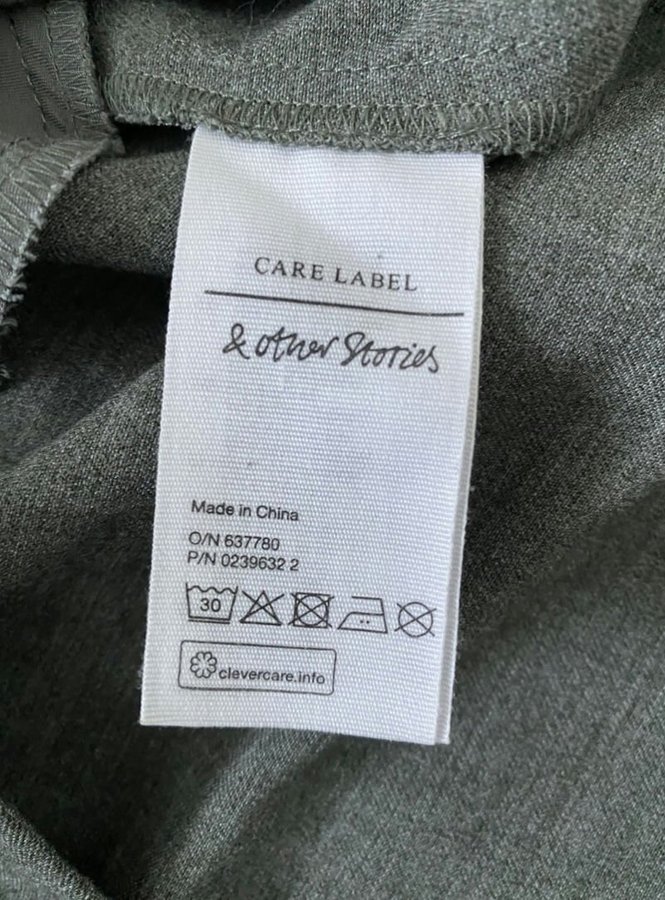 CARE LABEL
& other Stories
Made in China
O/N 637780
P/N 0239632 2
30
clevercare.info